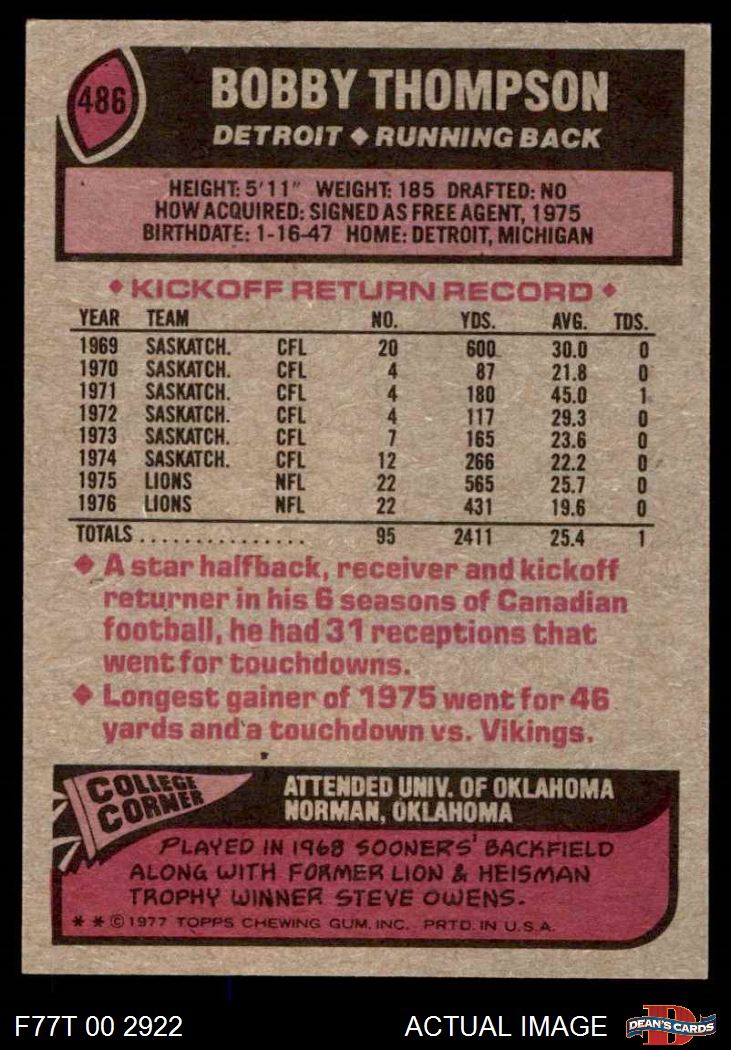 486
BOBBY THOMPSON
DETROIT ◆ RUNNING BACK
HEIGHT: 5'11" WEIGHT: 185 DRAFTED: NO
HOW ACQUIRED: SIGNED AS FREE AGENT, 1975
BIRTHDATE: 1-16-47 HOME: DETROIT, MICHIGAN
◆ KICKOFF RETURN RECORD ◆
YEAR TEAM NO. YDS. AVG. TDS.
1969 SASKATCH. CFL 20 600 30.0 0
1970 SASKATCH. CFL 4 87 21.8 0
1971 SASKATCH. CFL 4 180 45.0 1
1972 SASKATCH. CFL 4 117 29.3 0
1973 SASKATCH. CFL 7 165 23.6 0
1974 SASKATCH. CFL 12 266 22.2 0
1975 LIONS NFL 22 565 25.7 0
1976 LIONS NFL 22 431 19.6 0
TOTALS ............... 95 2411 25.4 1
◆ A star halfback, receiver and kickoff
returner in his 6 seasons of Canadian
football, he had 31 receptions that
went for touchdowns.
◆ Longest gainer of 1975 went for 46
yards and a touchdown vs. Vikings.
COLLEGE
CORNER
ATTENDED UNIV. OF OKLAHOMA
NORMAN, OKLAHOMA
PLAYED IN 1968 SOONERS' BACKFIELD
ALONG WITH FORMER LION & HEISMAN
TROPHY WINNER STEVE OWENS.
* * © 1977 TOPPS CHEWING GUM, INC. PRTD. IN U.S.A.
F77T 00 2922 ACTUAL IMAGE D DEAN'S CARDS